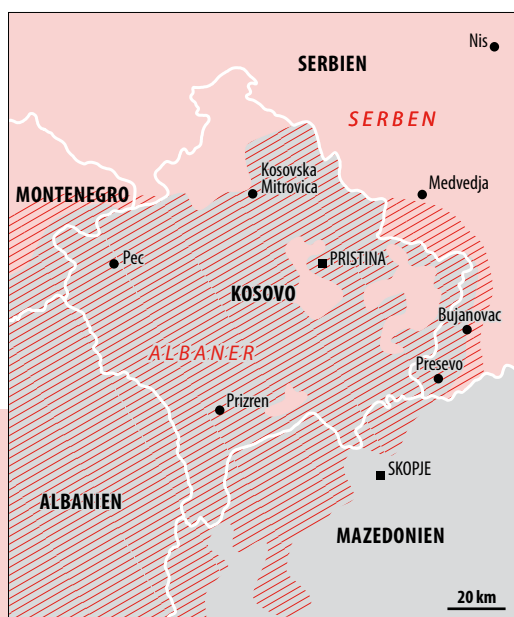 Nis
SERBIEN
SERBEN
Kosovska
Mitrovica
MONTENEGRO
Medvedja
Pec
PRISTINA
KOSOVO
Bujanovac
ALBANER
Presevo
Prizren
SKOPJE
ALBANIEN
MAZEDONIEN
20 km